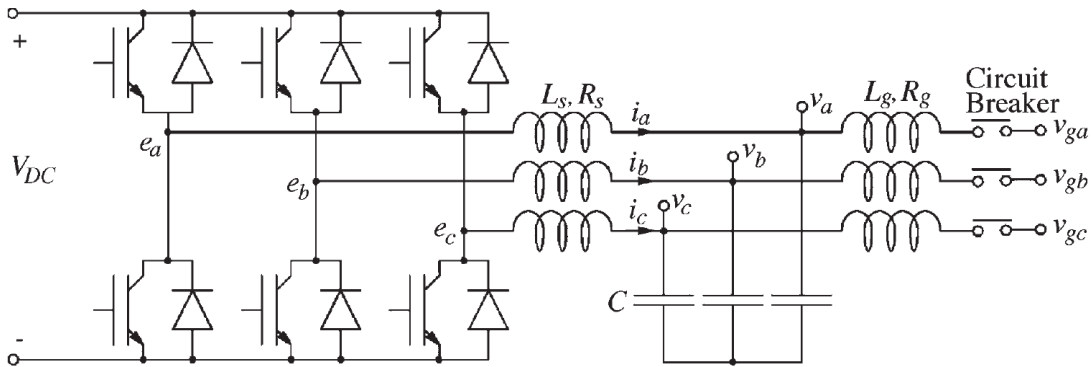 +
V_DC
-
e_a
e_b
e_c
L_s, R_s
i_a
i_b
i_c
v_a
v_b
v_c
C
L_g, R_g
Circuit
Breaker
v_ga
v_gb
v_gc